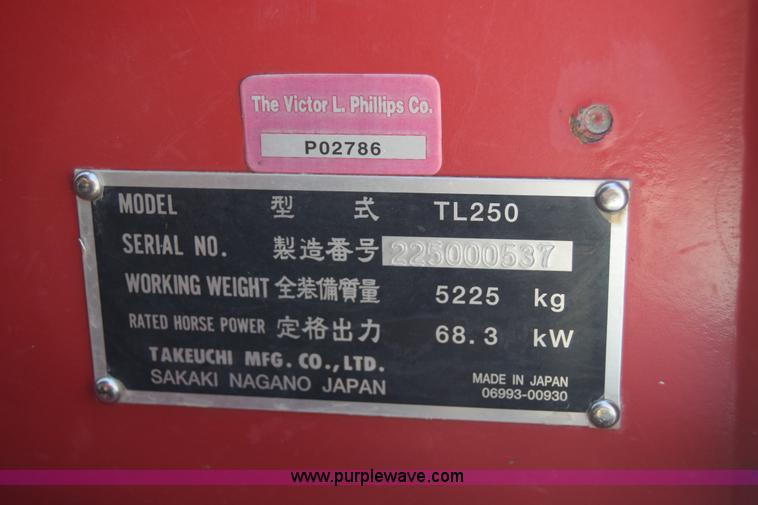 The Victor L. Phillips Co.
P02786
MODEL 型 式 TL250
SERIAL NO. 製造番号 225000537
WORKING WEIGHT 全装備質量 5225 kg
RATED HORSE POWER 定格出力 68.3 kW
TAKEUCHI MFG. CO., LTD.
SAKAKI NAGANO JAPAN
MADE IN JAPAN
06993-00930
www.purplewave.com